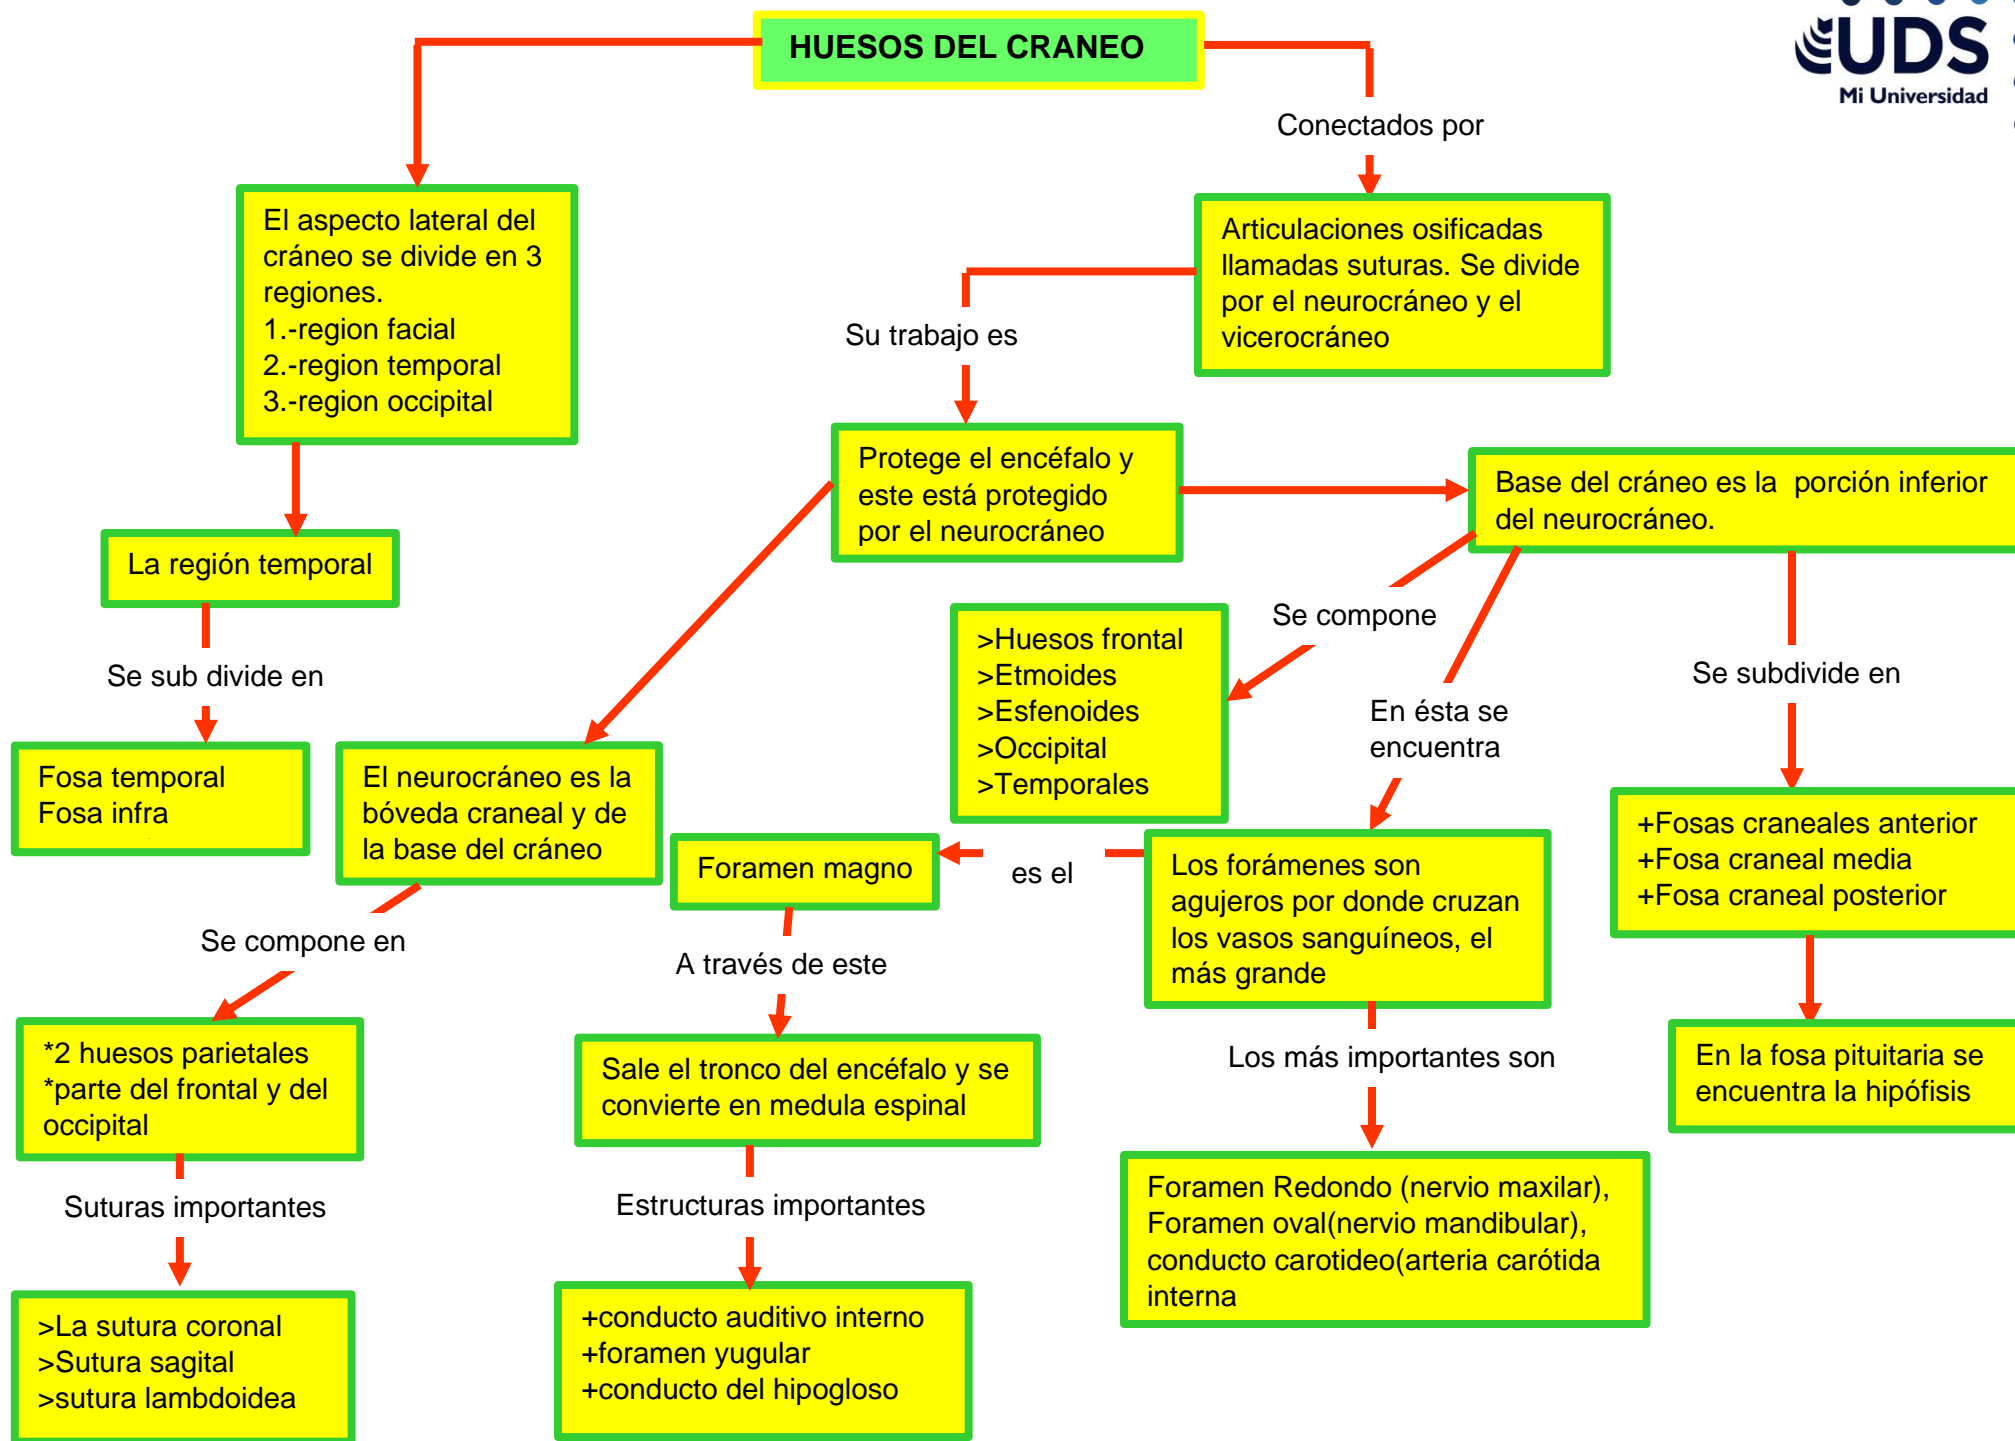 HUESOS DEL CRANEO
UDS
Mi Universidad
Conectados por
El aspecto lateral del
cráneo se divide en 3
regiones.
1.-region facial
2.-region temporal
3.-region occipital
Articulaciones osificadas
llamadas suturas. Se divide
por el neurocráneo y el
vicerocráneo
Su trabajo es
Protege el encéfalo y
este está protegido
por el neurocráneo
Base del cráneo es la  porción inferior
del neurocráneo.
La región temporal
Se sub divide en
Fosa temporal
Fosa infra
El neurocráneo es la
bóveda craneal y de
la base del cráneo
Se compone
>Huesos frontal
>Etmoides
>Esfenoides
>Occipital
>Temporales
En ésta se
encuentra
Se subdivide en
+Fosas craneales anterior
+Fosa craneal media
+Fosa craneal posterior
Foramen magno
es el
Los forámenes son
agujeros por donde cruzan
los vasos sanguíneos, el
más grande
Se compone en
A través de este
*2 huesos parietales
*parte del frontal y del
occipital
Sale el tronco del encéfalo y se
convierte en medula espinal
Los más importantes son
En la fosa pituitaria se
encuentra la hipófisis
Suturas importantes
Estructuras importantes
Foramen Redondo (nervio maxilar),
Foramen oval(nervio mandibular),
conducto carotideo(arteria carótida
interna
>La sutura coronal
>Sutura sagital
>sutura lambdoidea
+conducto auditivo interno
+foramen yugular
+conducto del hipogloso